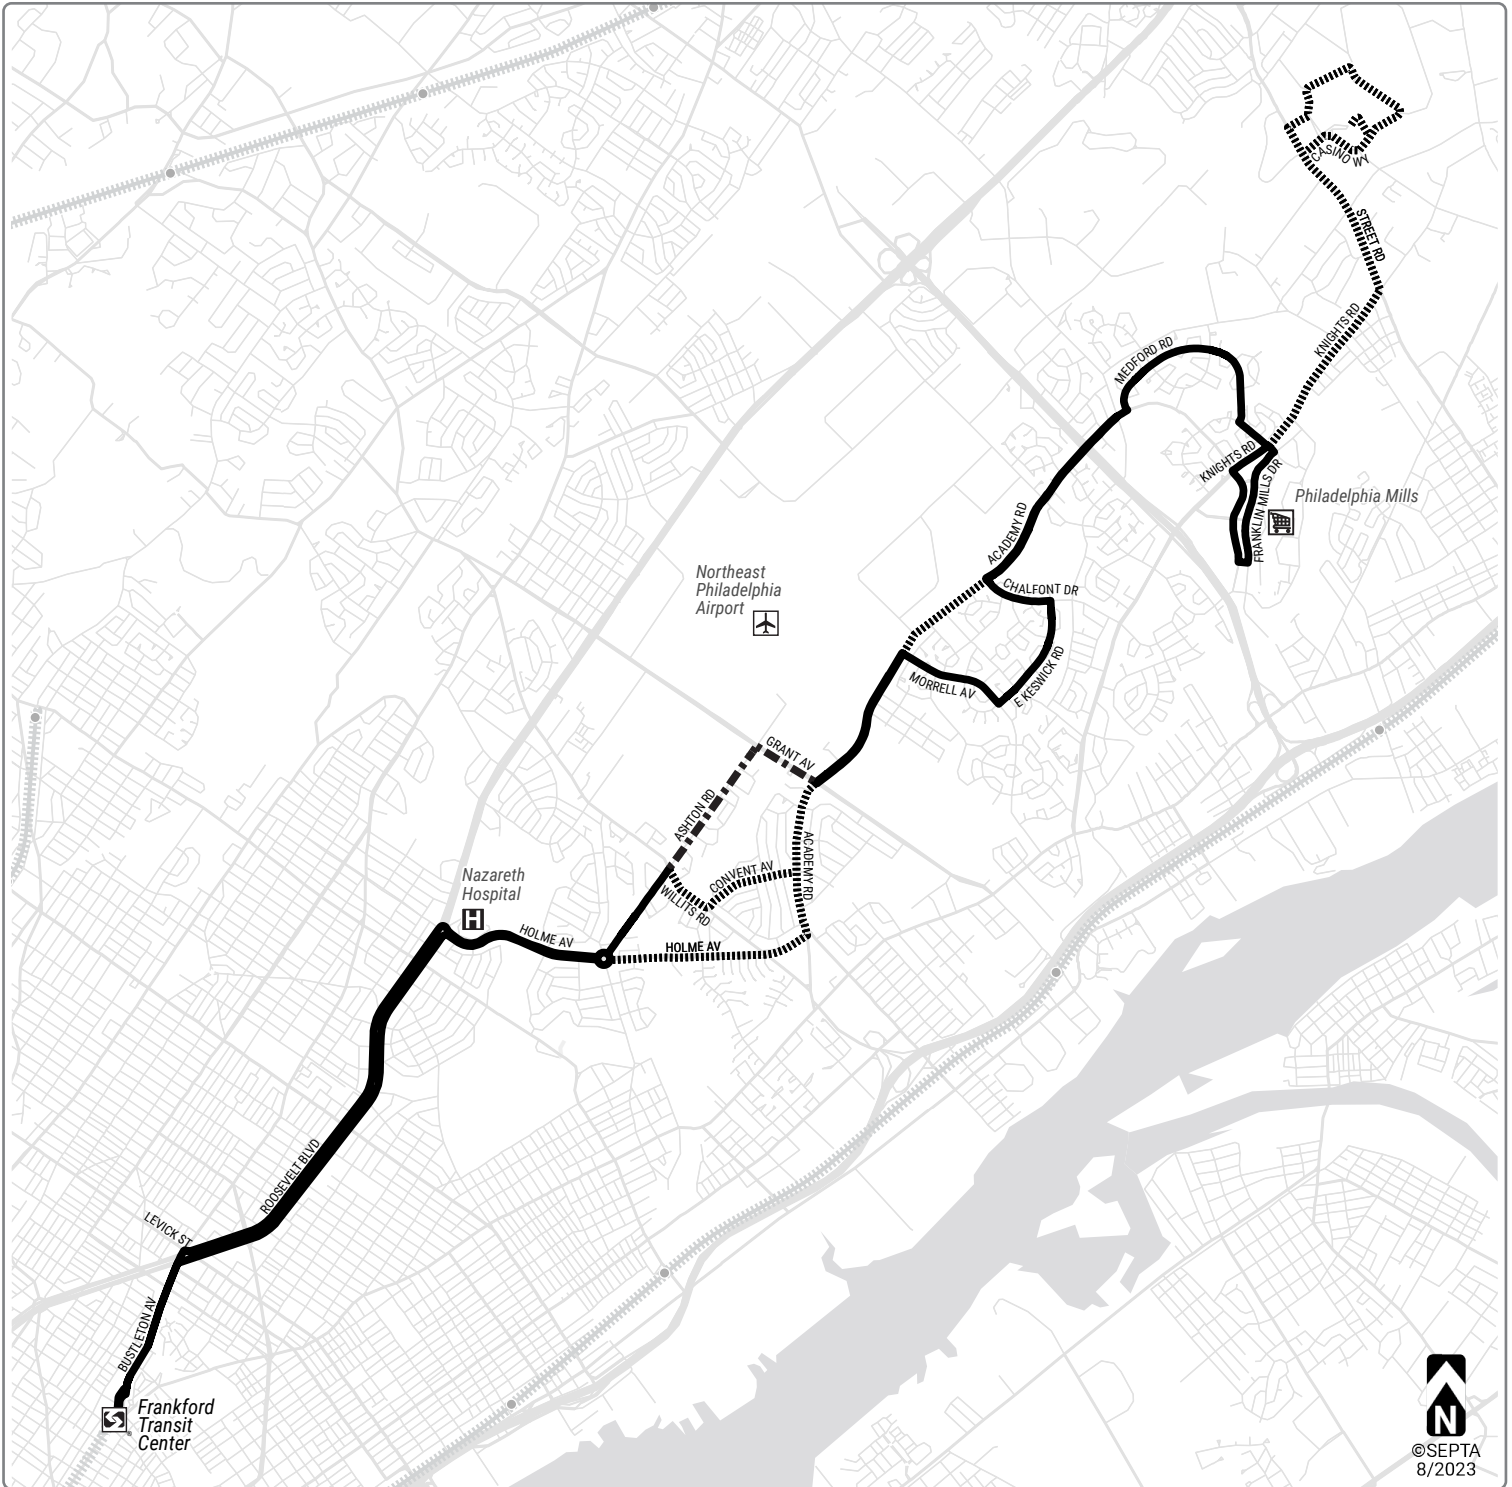 CASINO WY
STREET RD
KNIGHTS RD
MEDFORD RD
KNIGHTS RD
FRANKLIN MILLS DR
Philadelphia Mills
ACADEMY RD
Northeast
Philadelphia
Airport
CHALFONT DR
MORRELL AV
E KESWICK RD
GRANT AV
ASHTON RD
ACADEMY RD
CONVENT AV
WILLITS RD
Nazareth
Hospital
H
HOLME AV
HOLME AV
ROOSEVELT BLVD
LEVICK ST
BUSTLETON AV
Frankford
Transit
Center
N
©SEPTA
8/2023